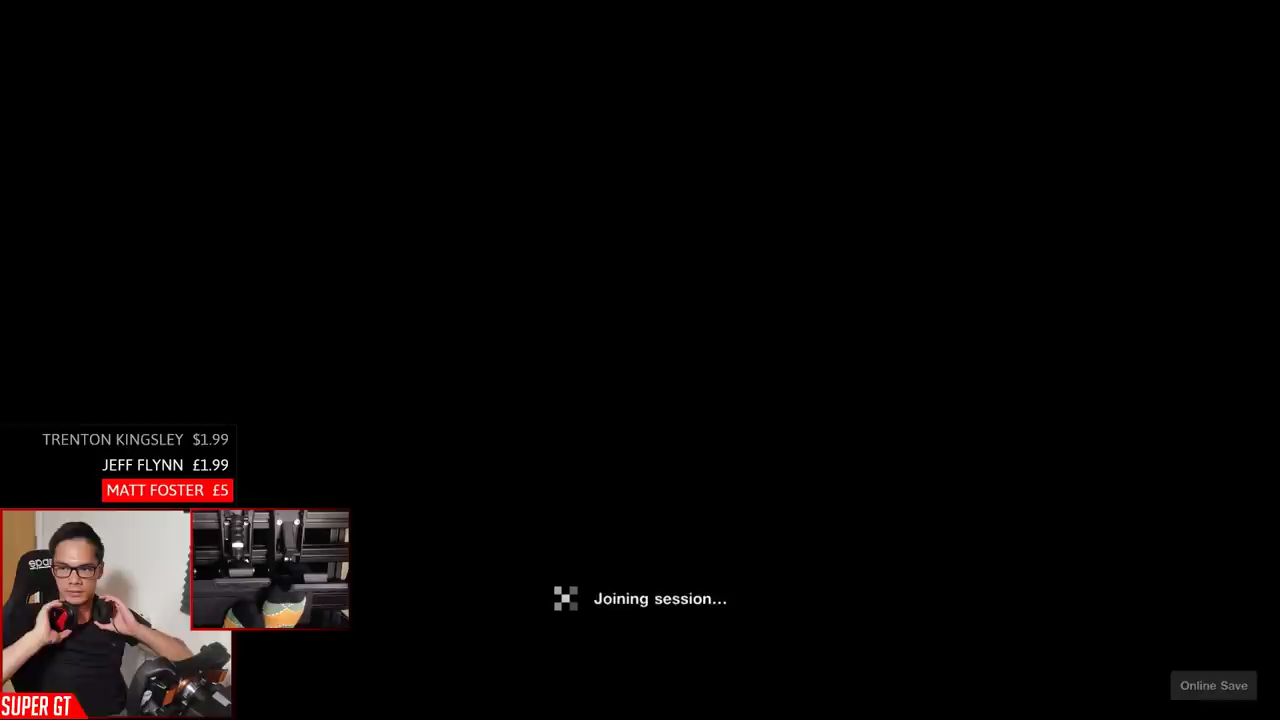 TRENTON KINGSLEY $1.99
JEFF FLYNN £1.99
MATT FOSTER £5
Joining session...
Online Save
SUPER GT